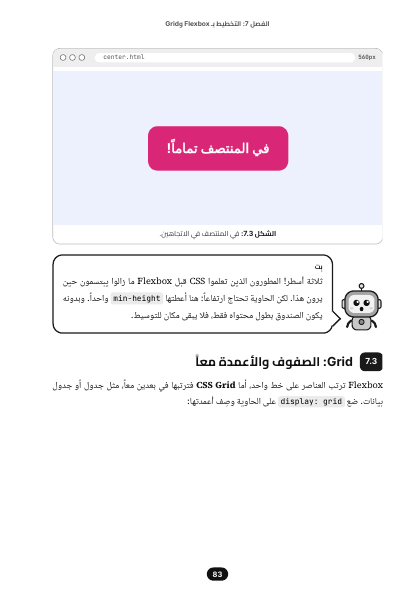 الفصل 7: التخطيط بـ Flexbox وGrid
center.html
560px
في المنتصف تماماً!
الشكل 7.3: في المنتصف في الاتجاهين.
بِت
ثلاثة أسطر! المطورون الذين تعلموا CSS قبل Flexbox ما زالوا يبتسمون حين
يرون هذا. لكن الحاوية تحتاج ارتفاعاً: هنا أعطتها min-height واحداً. وبدونه
يكون الصندوق بطول محتواه فقط، فلا يبقى مكان للتوسيط.
7.3 Grid: الصفوف والأعمدة معاً
Flexbox ترتب العناصر على خط واحد، أما CSS Grid فترتبها في بعدين معاً، مثل جدول أو جدول
بيانات. ضع display: grid على الحاوية وصِف أعمدتها:
83